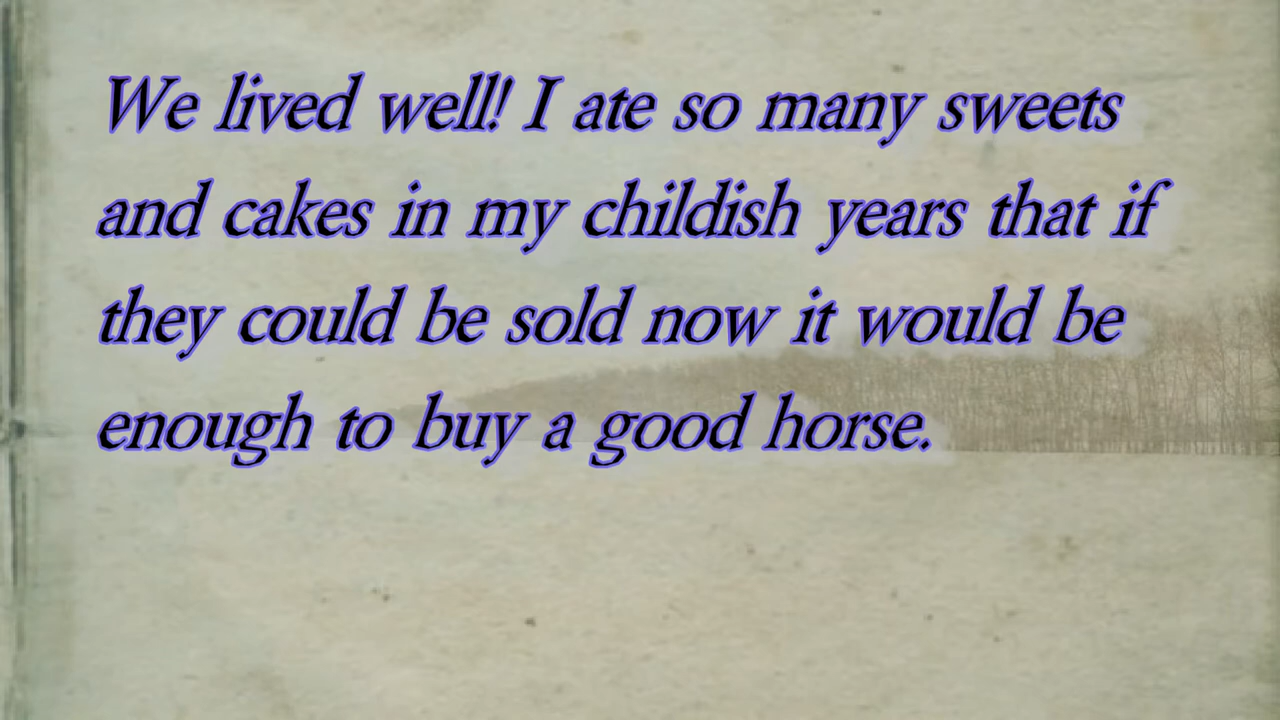 We lived well! I ate so many sweets
and cakes in my childish years that if
they could be sold now it would be
enough to buy a good horse.